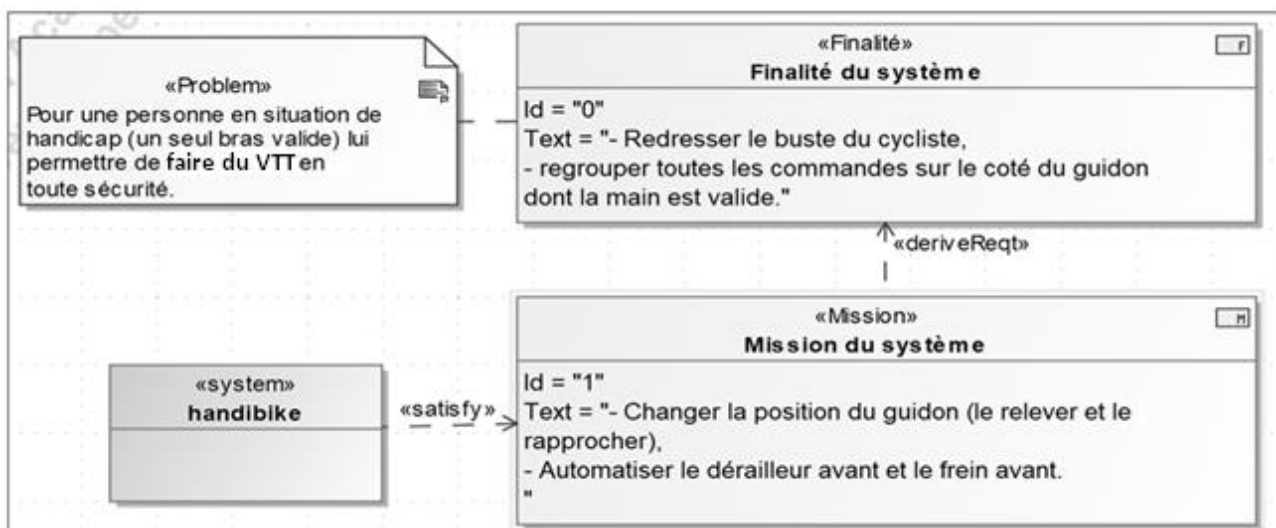 «Problem»
Pour une personne en situation de
handicap (un seul bras valide) lui
permettre de faire du VTT en
toute sécurité.
«Finalité»
F
Finalité du système
Id = "0"
Text = "- Redresser le buste du cycliste,
- regrouper toutes les commandes sur le coté du guidon
dont la main est valide."
«deriveReqt»
«Mission»
M
Mission du système
Id = "1"
Text = "- Changer la position du guidon (le relever et le
rapprocher),
- Automatiser le dérailleur avant et le frein avant.
"
«system»
handibike
«satisfy»